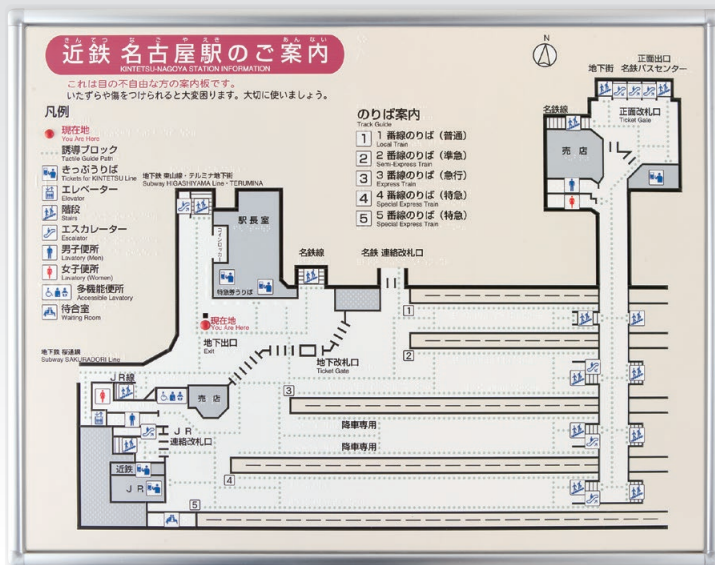 きんてつ なごやえき あんない
近鉄 名古屋駅のご案内
KINTETSU-NAGOYA STATION INFORMATION
これは目の不自由な方の案内板です。
いたずらや傷をつけられると大変困ります。大切に使いましょう。
凡例
現在地
You Are Here
誘導ブロック
Tactile Guide Path
きっぷうりば
Tickets for KINTETSU Line
エレベーター
Elevator
階段
Stairs
エスカレーター
Escalator
男子便所
Lavatory (Men)
女子便所
Lavatory (Women)
多機能便所
Accessible Lavatory
待合室
Waiting Room
のりば案内
Track Guide
1 1番線のりば（普通）
Local Train
2 2番線のりば（準急）
Semi-Express Train
3 3番線のりば（急行）
Express Train
4 4番線のりば（特急）
Special Express Train
5 5番線のりば（特急）
Special Express Train
N
正面出口
地下街 名鉄バスセンター
正面改札口
Ticket Gate
名鉄線
売店
地下鉄 東山線・テルミナ地下街
Subway HIGASHIYAMA Line・TERUMINA
駅長室
コインロッカー
特急券うりば
名鉄線
名鉄 連絡改札口
現在地
You Are Here
地下出口
Exit
地下改札口
Ticket Gate
地下鉄 桜通線
Subway SAKURADORI Line
JR線
売店
JR
連絡改札口
近鉄
JR
1
2
3
降車専用
降車専用
4
5